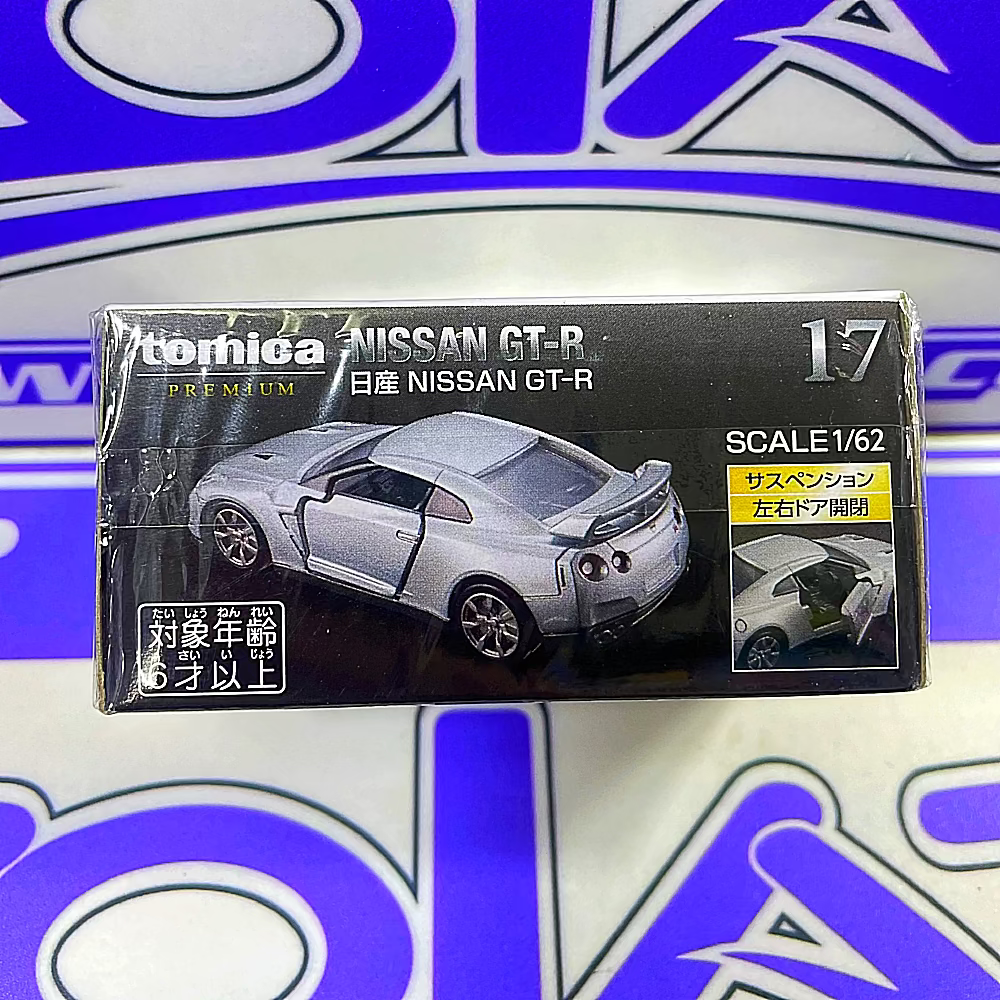 tomica
PREMIUM
NISSAN GT-R
日産 NISSAN GT-R
17
SCALE1/62
サスペンション
左右ドア開閉
たい しょう ねん れい
対象年齢
さい い じょう
6才以上